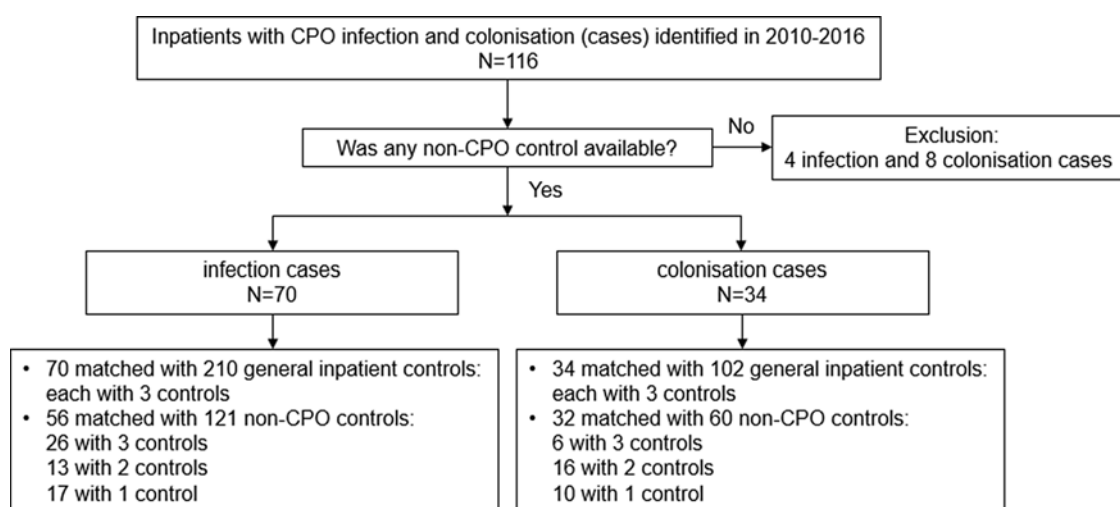 Inpatients with CPO infection and colonisation (cases) identified in 2010-2016
N=116
Was any non-CPO control available?
No
Exclusion:
4 infection and 8 colonisation cases
Yes
infection cases
N=70
colonisation cases
N=34
• 70 matched with 210 general inpatient controls:
each with 3 controls
• 56 matched with 121 non-CPO controls:
26 with 3 controls
13 with 2 controls
17 with 1 control
• 34 matched with 102 general inpatient controls:
each with 3 controls
• 32 matched with 60 non-CPO controls:
6 with 3 controls
16 with 2 controls
10 with 1 control